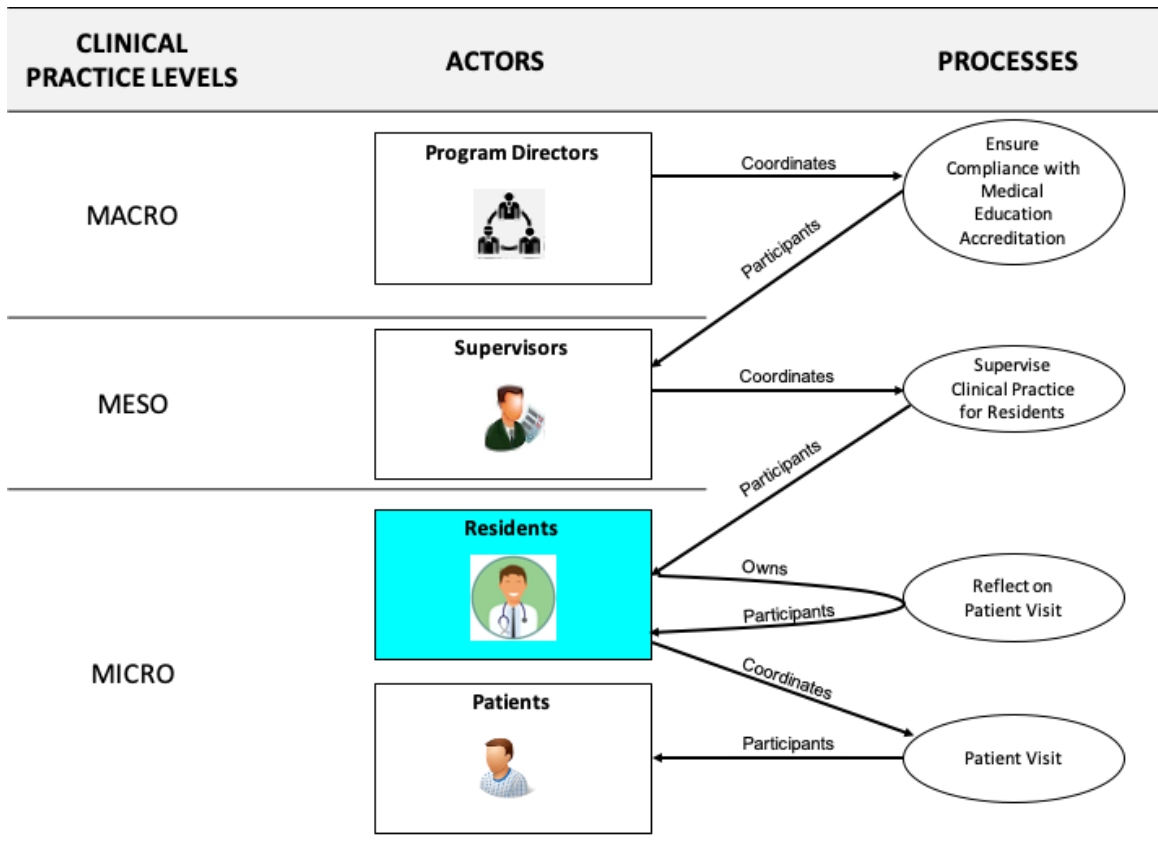 CLINICAL
PRACTICE LEVELS
ACTORS
PROCESSES
MACRO
Program Directors
Coordinates
Ensure
Compliance with
Medical
Education
Accreditation
Participants
MESO
Supervisors
Coordinates
Supervise
Clinical Practice
for Residents
Participants
MICRO
Residents
Owns
Participants
Reflect on
Patient Visit
Coordinates
Patients
Participants
Patient Visit